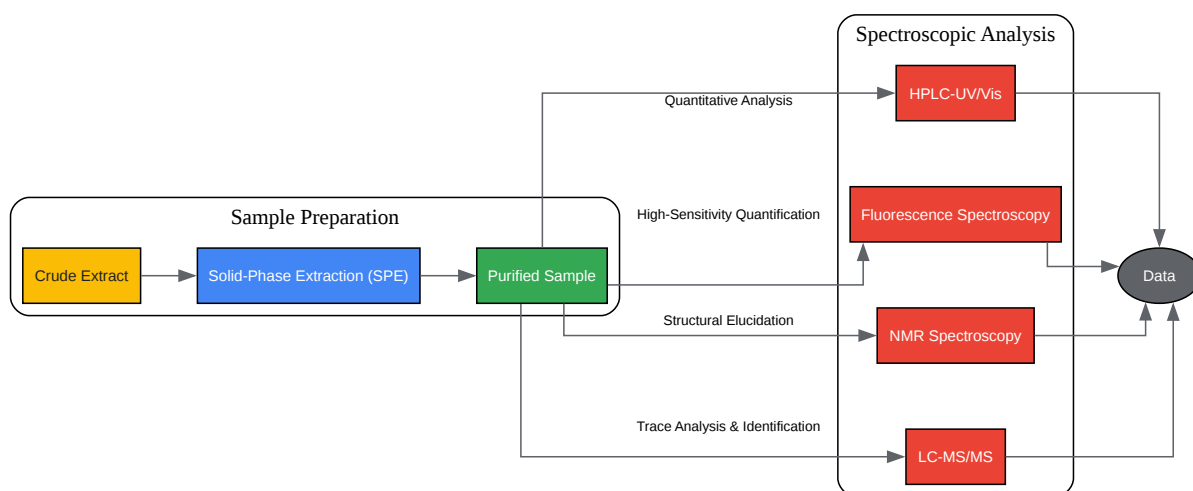 Spectroscopic Analysis
HPLC-UV/Vis
Quantitative Analysis
Sample Preparation
High-Sensitivity Quantification
Fluorescence Spectroscopy
Crude Extract
Solid-Phase Extraction (SPE)
Purified Sample
Data
Structural Elucidation
NMR Spectroscopy
Trace Analysis & Identification
LC-MS/MS